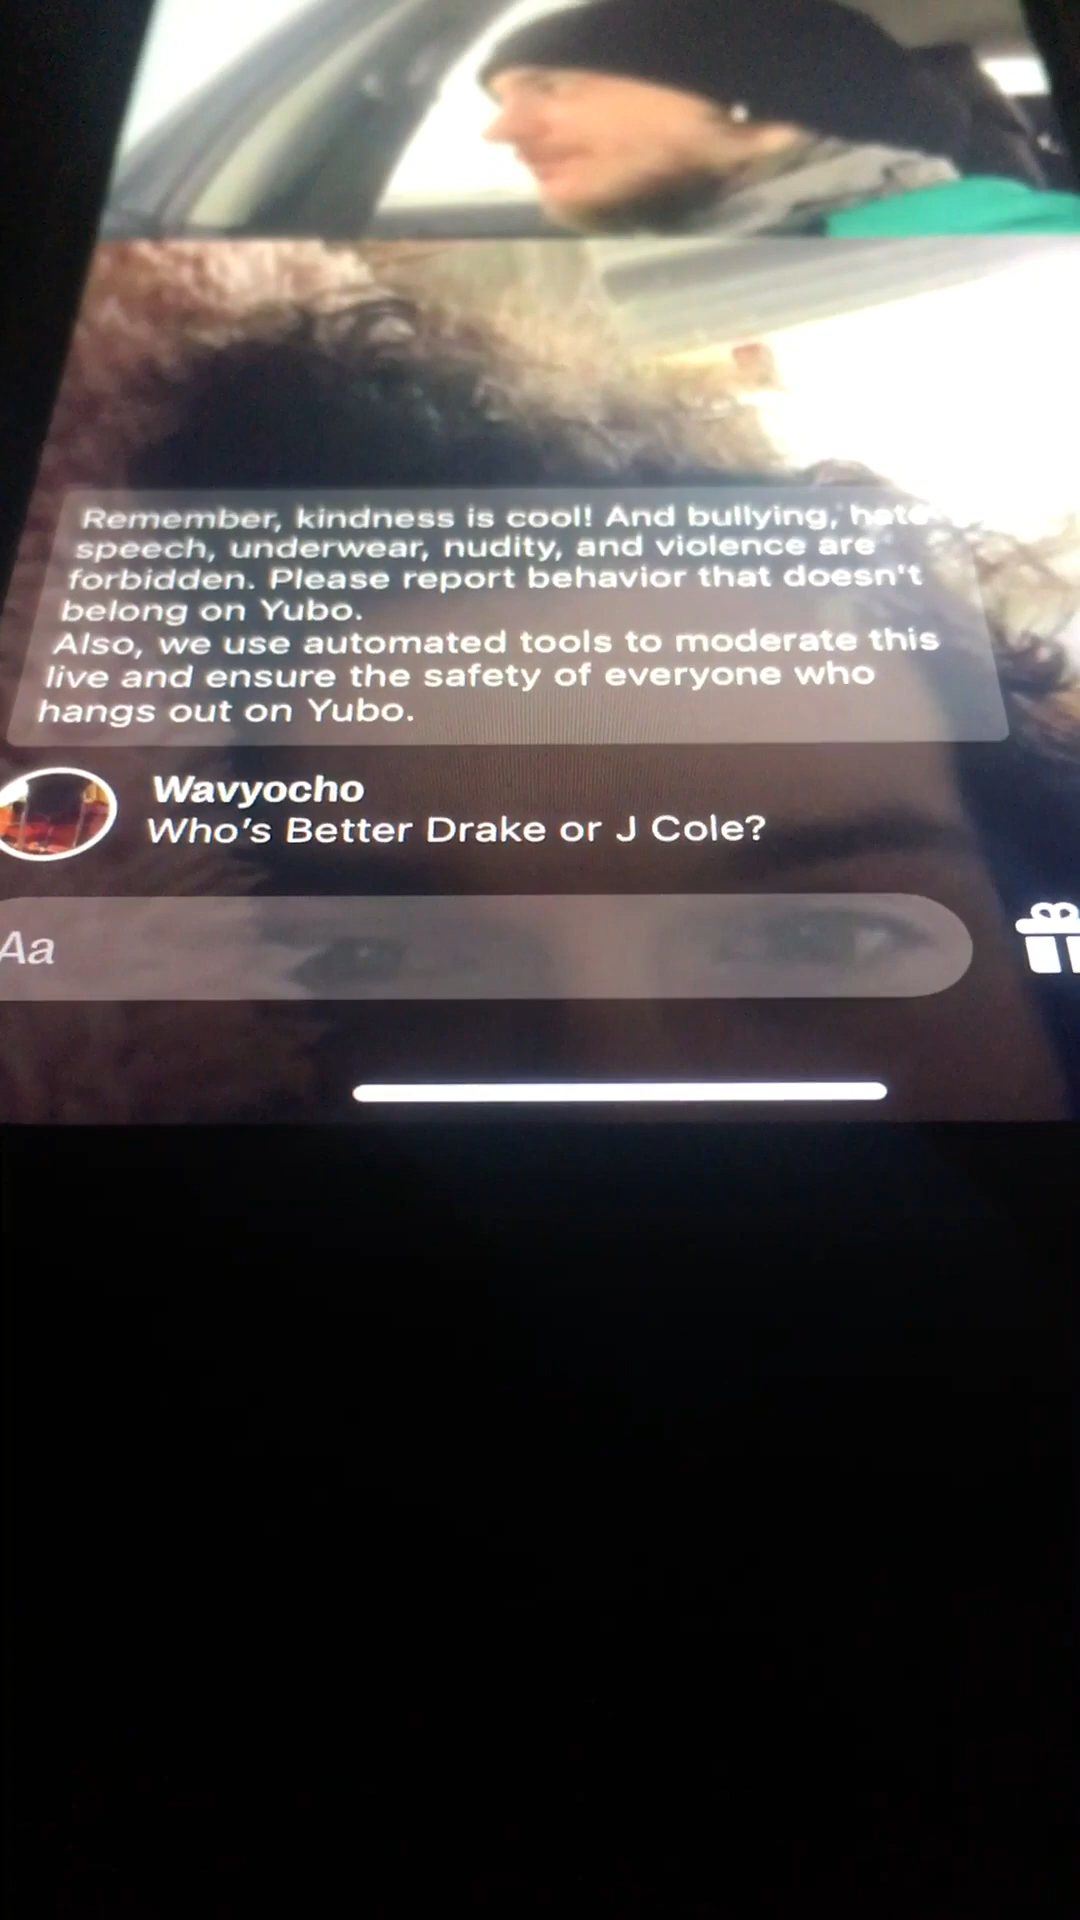 Remember, kindness is cool! And bullying, hate
speech, underwear, nudity, and violence are
forbidden. Please report behavior that doesn't
belong on Yubo.
Also, we use automated tools to moderate this
live and ensure the safety of everyone who
hangs out on Yubo.
Wavyocho
Who's Better Drake or J Cole?
Aa